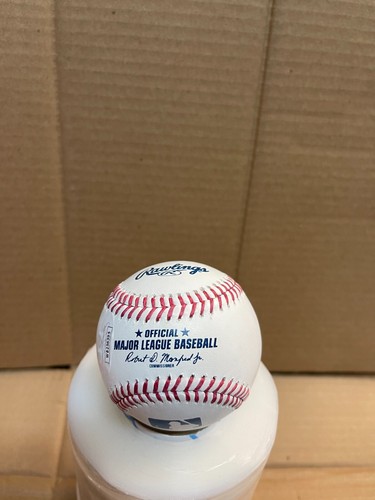 Rawlings
OFFICIAL
MAJOR LEAGUE BASEBALL
Robert D. Manfred Jr.
COMMISSIONER